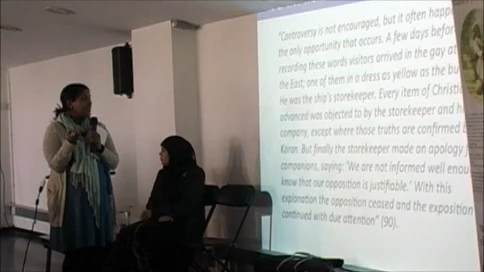 "Controversy is not encouraged, but it often happ
the only opportunity that occurs. A few days befor
recording these words visitors arrived in the gay at
the East; one of them in a dress as yellow as the bu
He was the ship's storekeeper. Every item of Christi
advanced was objected to by the storekeeper and h
company, except where those truths are confirmed b
Koran. But finally the storekeeper made an apology f
companions, saying: 'We are not informed well enou
know that our opposition is justifiable.' With this
explanation the opposition ceased and the exposition
continued with due attention" (90).